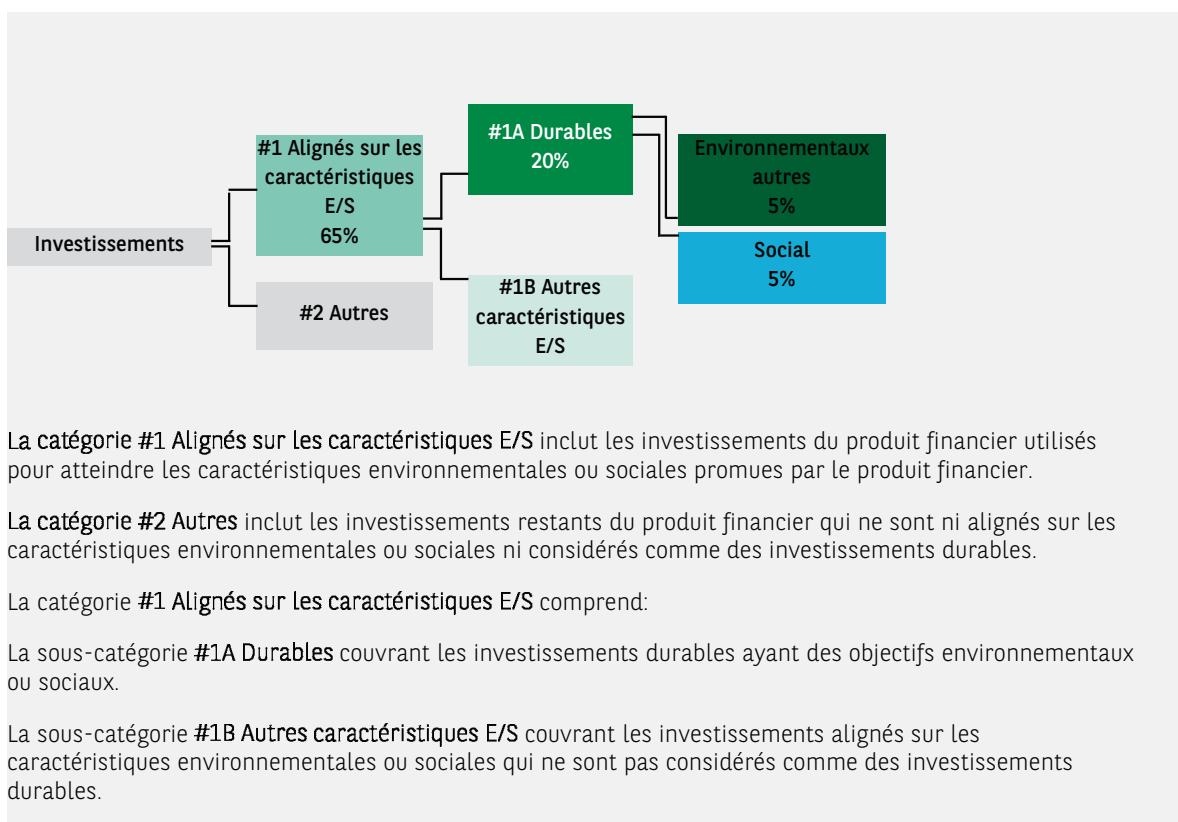 Investissements
#1 Alignés sur les
caractéristiques
E/S
65%
#2 Autres
#1A Durables
20%
#1B Autres
caractéristiques
E/S
Environnementaux
autres
5%
Social
5%
La catégorie #1 Alignés sur les caractéristiques E/S inclut les investissements du produit financier utilisés
pour atteindre les caractéristiques environnementales ou sociales promues par le produit financier.
La catégorie #2 Autres inclut les investissements restants du produit financier qui ne sont ni alignés sur les
caractéristiques environnementales ou sociales ni considérés comme des investissements durables.
La catégorie #1 Alignés sur les caractéristiques E/S comprend:
La sous-catégorie #1A Durables couvrant les investissements durables ayant des objectifs environnementaux
ou sociaux.
La sous-catégorie #1B Autres caractéristiques E/S couvrant les investissements alignés sur les
caractéristiques environnementales ou sociales qui ne sont pas considérés comme des investissements
durables.